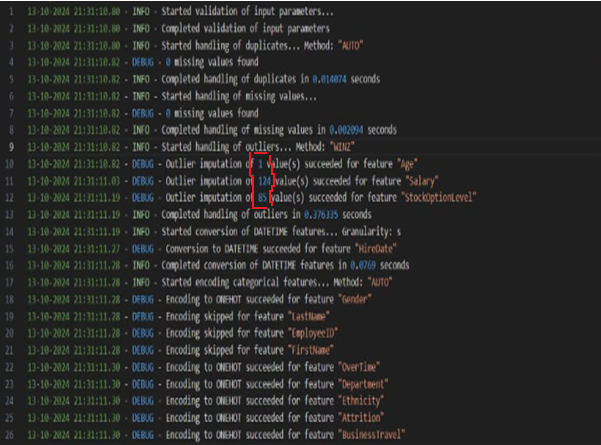 1 13-10-2024 21:31:10.80 - INFO - Started validation of input parameters...
2 13-10-2024 21:31:10.80 - INFO - Completed validation of input parameters
3 13-10-2024 21:31:10.80 - INFO - Started handling of duplicates... Method: "AUTO"
4 13-10-2024 21:31:10.82 - DEBUG - 0 missing values found
5 13-10-2024 21:31:10.82 - INFO - Completed handling of duplicates in 0.014074 seconds
6 13-10-2024 21:31:10.82 - INFO - Started handling of missing values...
7 13-10-2024 21:31:10.82 - DEBUG - 0 missing values found
8 13-10-2024 21:31:10.82 - INFO - Completed handling of missing values in 0.002094 seconds
9 13-10-2024 21:31:10.82 - INFO - Started handling of outliers... Method: "WINZ"
10 13-10-2024 21:31:10.82 - DEBUG - Outlier imputation of 1 value(s) succeeded for feature "Age"
11 13-10-2024 21:31:11.03 - DEBUG - Outlier imputation of 124 value(s) succeeded for feature "Salary"
12 13-10-2024 21:31:11.19 - DEBUG - Outlier imputation of 85 value(s) succeeded for feature "StockOptionLevel"
13 13-10-2024 21:31:11.19 - INFO - Completed handling of outliers in 0.376335 seconds
14 13-10-2024 21:31:11.19 - INFO - Started conversion of DATETIME features... Granularity: s
15 13-10-2024 21:31:11.27 - DEBUG - Conversion to DATETIME succeeded for feature "HireDate"
16 13-10-2024 21:31:11.28 - INFO - Completed conversion of DATETIME features in 0.0769 seconds
17 13-10-2024 21:31:11.28 - INFO - Started encoding categorical features... Method: "AUTO"
18 13-10-2024 21:31:11.28 - DEBUG - Encoding to ONEHOT succeeded for feature "Gender"
19 13-10-2024 21:31:11.28 - DEBUG - Encoding skipped for feature "LastName"
20 13-10-2024 21:31:11.28 - DEBUG - Encoding skipped for feature "EmployeeID"
21 13-10-2024 21:31:11.28 - DEBUG - Encoding skipped for feature "FirstName"
22 13-10-2024 21:31:11.30 - DEBUG - Encoding to ONEHOT succeeded for feature "OverTime"
23 13-10-2024 21:31:11.30 - DEBUG - Encoding to ONEHOT succeeded for feature "Department"
24 13-10-2024 21:31:11.30 - DEBUG - Encoding to ONEHOT succeeded for feature "Ethnicity"
25 13-10-2024 21:31:11.30 - DEBUG - Encoding to ONEHOT succeeded for feature "Attrition"
26 13-10-2024 21:31:11.30 - DEBUG - Encoding to ONEHOT succeeded for feature "BusinessTravel"